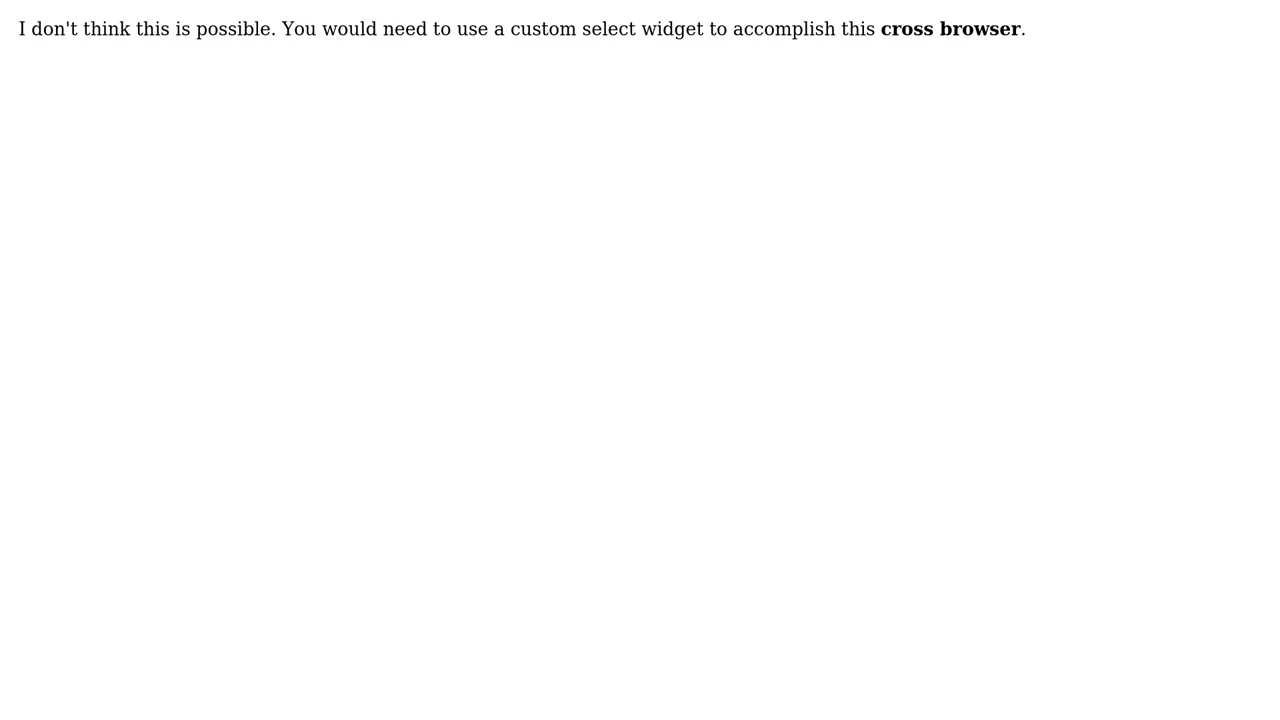 I don't think this is possible. You would need to use a custom select widget to accomplish this cross browser.